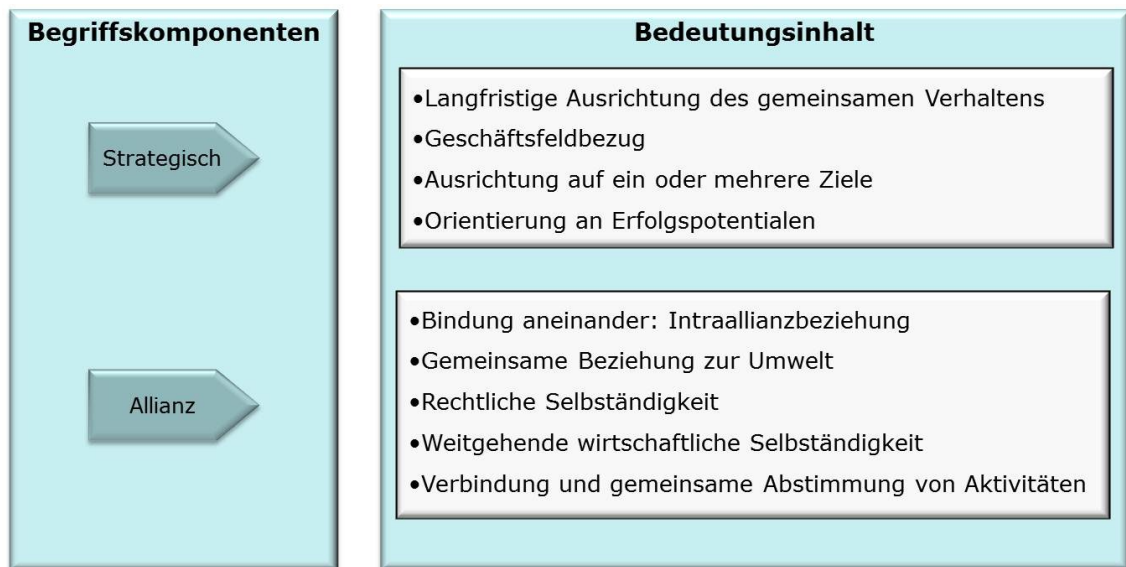 Begriffskomponenten
Bedeutungsinhalt
Strategisch
•Langfristige Ausrichtung des gemeinsamen Verhaltens
•Geschäftsfeldbezug
•Ausrichtung auf ein oder mehrere Ziele
•Orientierung an Erfolgspotentialen
Allianz
•Bindung aneinander: Intraallianzbeziehung
•Gemeinsame Beziehung zur Umwelt
•Rechtliche Selbständigkeit
•Weitgehende wirtschaftliche Selbständigkeit
•Verbindung und gemeinsame Abstimmung von Aktivitäten